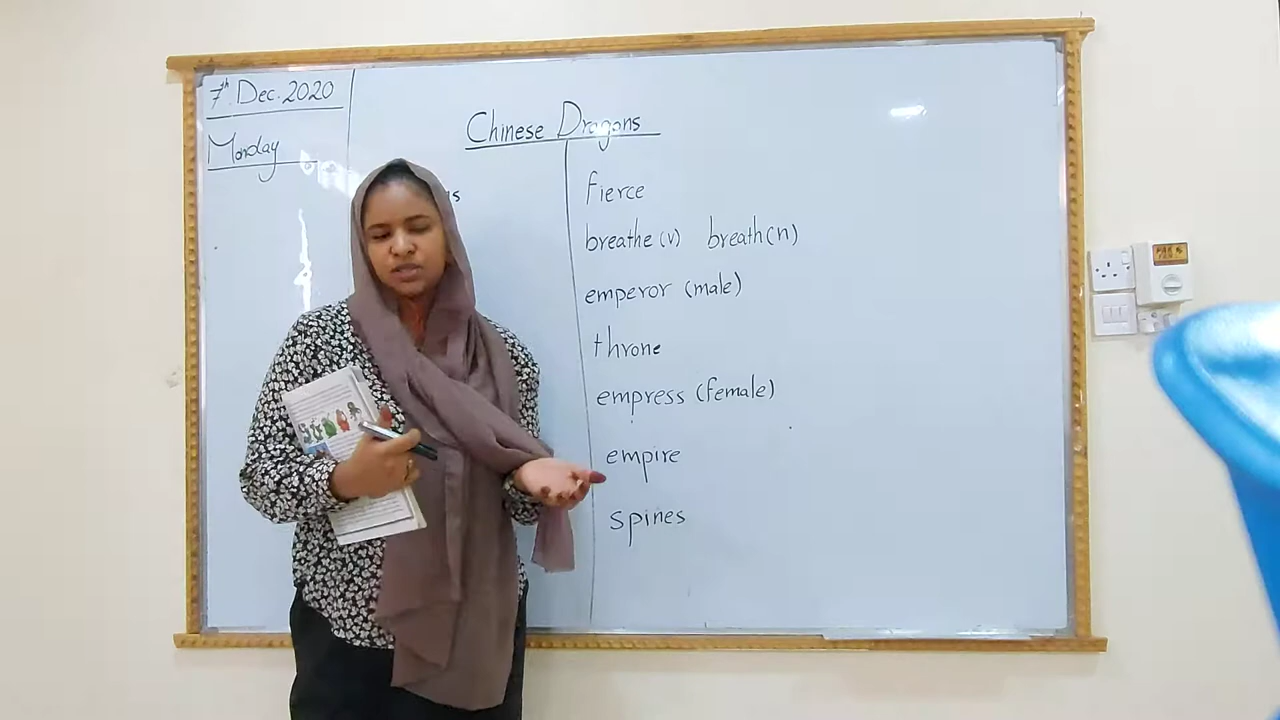 7th. Dec. 2020
Monday
Chinese Dragons
fierce
breathe (v) breath (n)
emperor (male)
throne
empress (female)
empire
spines